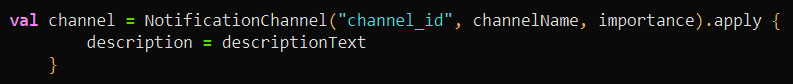 val channel = NotificationChannel("channel_id", channelName, importance).apply {
        description = descriptionText
    }